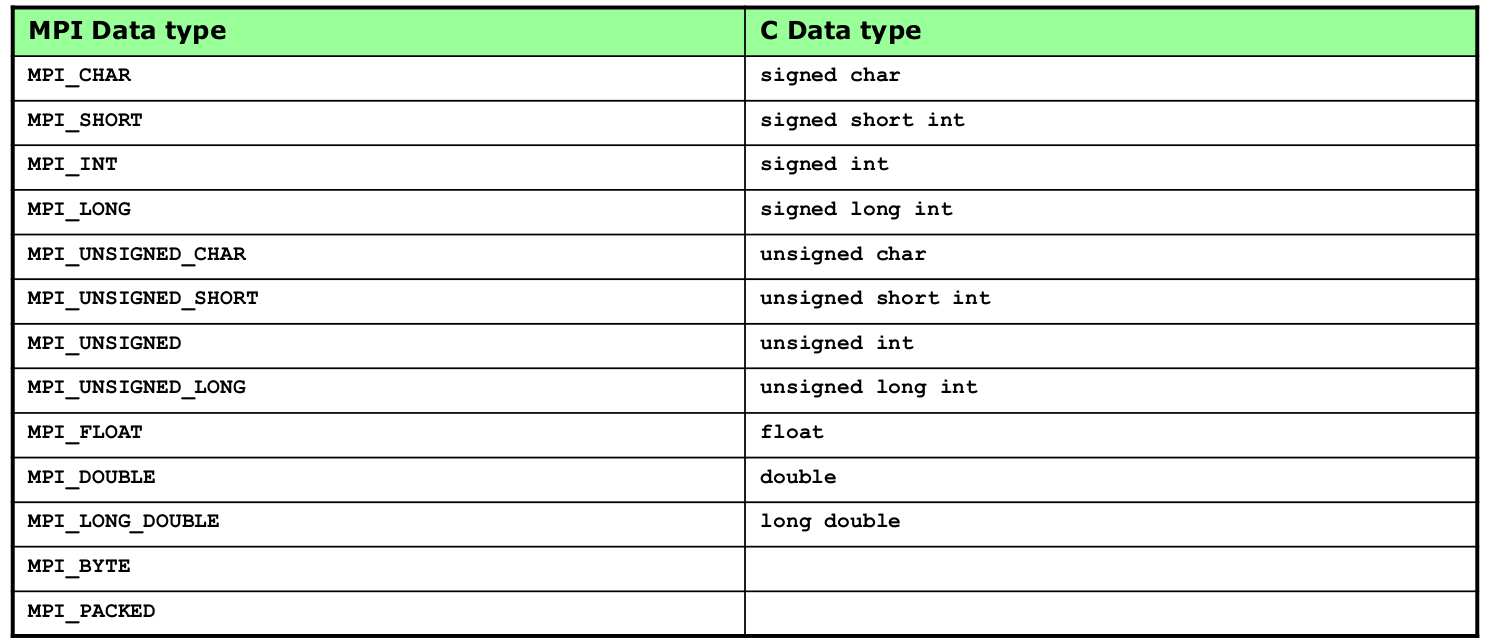 MPI Data type C Data type
MPI_CHAR signed char
MPI_SHORT signed short int
MPI_INT signed int
MPI_LONG signed long int
MPI_UNSIGNED_CHAR unsigned char
MPI_UNSIGNED_SHORT unsigned short int
MPI_UNSIGNED unsigned int
MPI_UNSIGNED_LONG unsigned long int
MPI_FLOAT float
MPI_DOUBLE double
MPI_LONG_DOUBLE long double
MPI_BYTE
MPI_PACKED